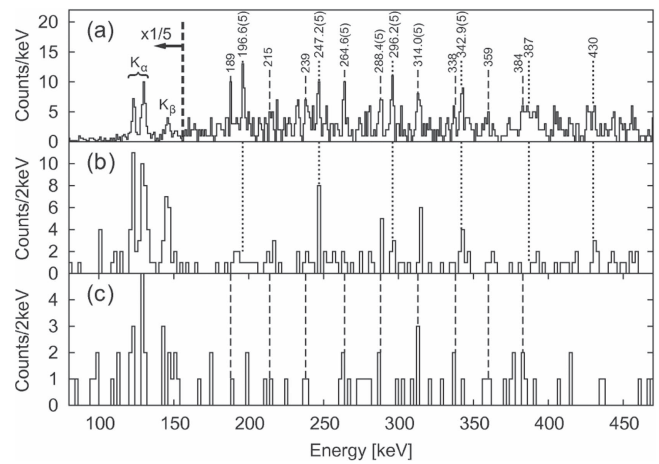 (a)
x1/5
Kα
Kβ
189
196.6(5)
215
239
247.2(5)
264.6(5)
288.4(5)
296.2(5)
314.0(5)
338
342.9(5)
359
384
387
430
Counts/keV
20
15
10
5
0
(b)
Counts/2keV
10
8
6
4
2
0
(c)
Counts/2keV
4
2
0
100 150 200 250 300 350 400 450
Energy [keV]